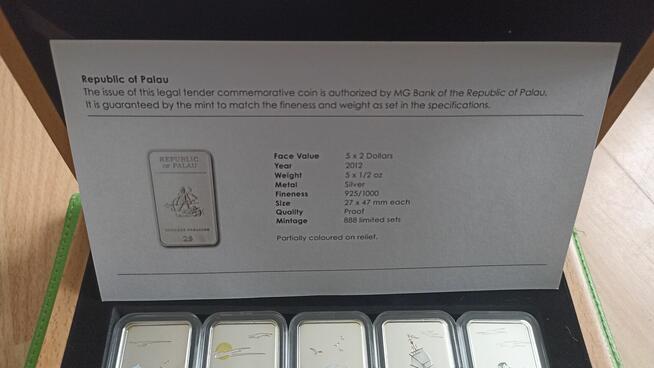 Republic of Palau
The issue of this legal tender commemorative coin is authorized by MG Bank of the Republic of Palau.
It is guaranteed by the mint to match the fineness and weight as set in the specifications.
REPUBLIC
OF PALAU
2$
Face Value 5 x 2 Dollars
Year 2012
Weight 5 x 1/2 oz
Metal Silver
Fineness 925/1000
Size 27 x 47 mm each
Quality Proof
Mintage 888 limited sets
Partially coloured on relief.